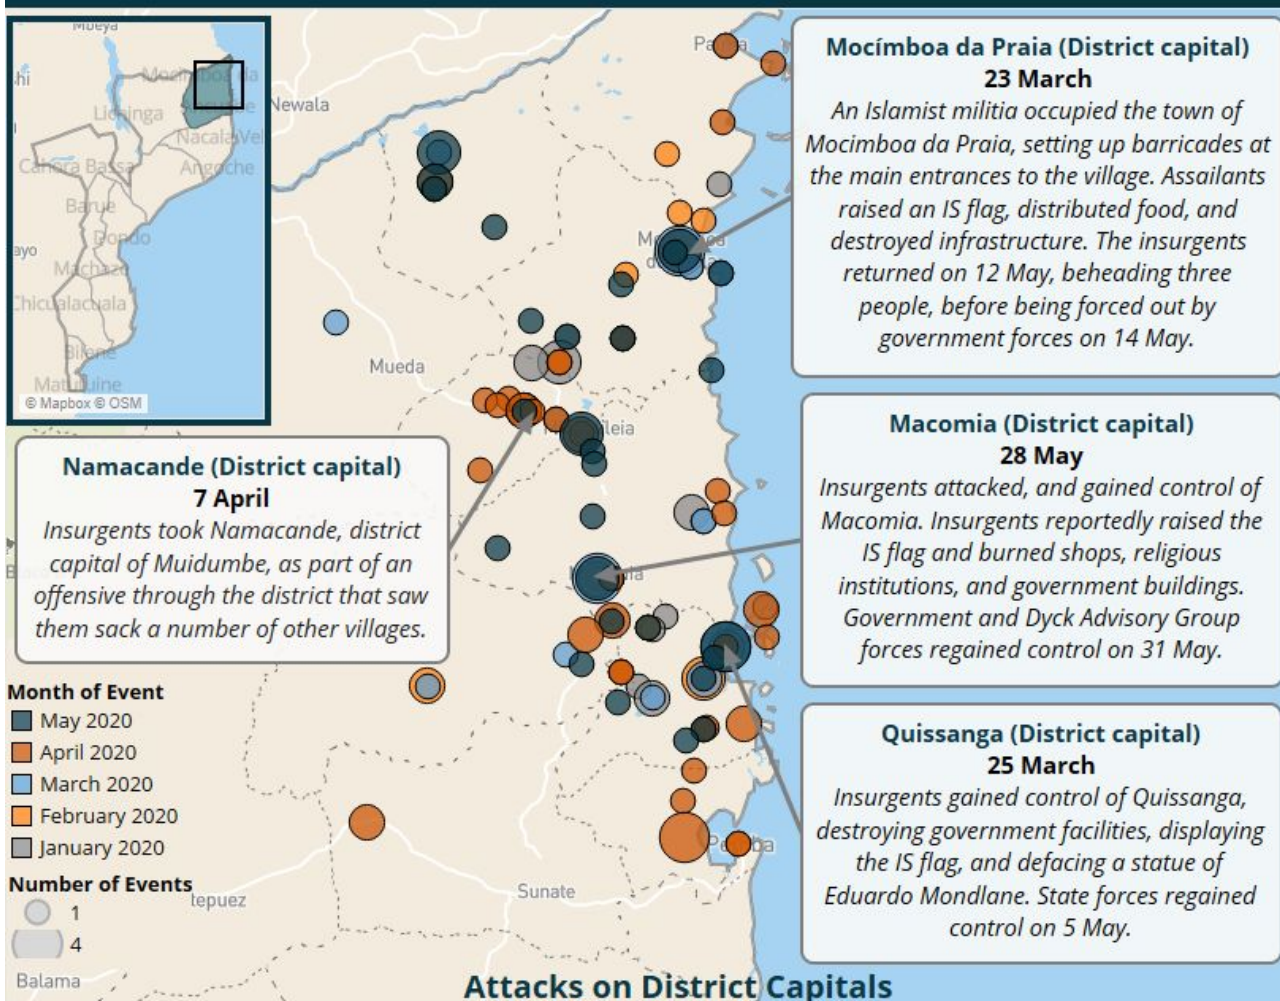 Mbeya
Mocímboa da Praia (District capital)
23 March
An Islamist militia occupied the town of
Mocimboa da Praia, setting up barricades at
the main entrances to the village. Assailants
raised an IS flag, distributed food, and
destroyed infrastructure. The insurgents
returned on 12 May, beheading three
people, before being forced out by
government forces on 14 May.
Lichinga
Newala
Nacala Vel
Cahora Bassa
Angoche
Barue
Dondo
ayo
Machaze
Chicualacuala
Bilene
Matutuine
© Mapbox © OSM
Mueda
Macomia (District capital)
28 May
Insurgents attacked, and gained control of
Macomia. Insurgents reportedly raised the
IS flag and burned shops, religious
institutions, and government buildings.
Government and Dyck Advisory Group
forces regained control on 31 May.
Namacande (District capital)
7 April
Insurgents took Namacande, district
capital of Muidumbe, as part of an
offensive through the district that saw
them sack a number of other villages.
Month of Event
May 2020
April 2020
March 2020
February 2020
January 2020
Number of Events
1
4
Quissanga (District capital)
25 March
Insurgents gained control of Quissanga,
destroying government facilities, displaying
the IS flag, and defacing a statue of
Eduardo Mondlane. State forces regained
control on 5 May.
tepuez
Sunate
Balama
Attacks on District Capitals